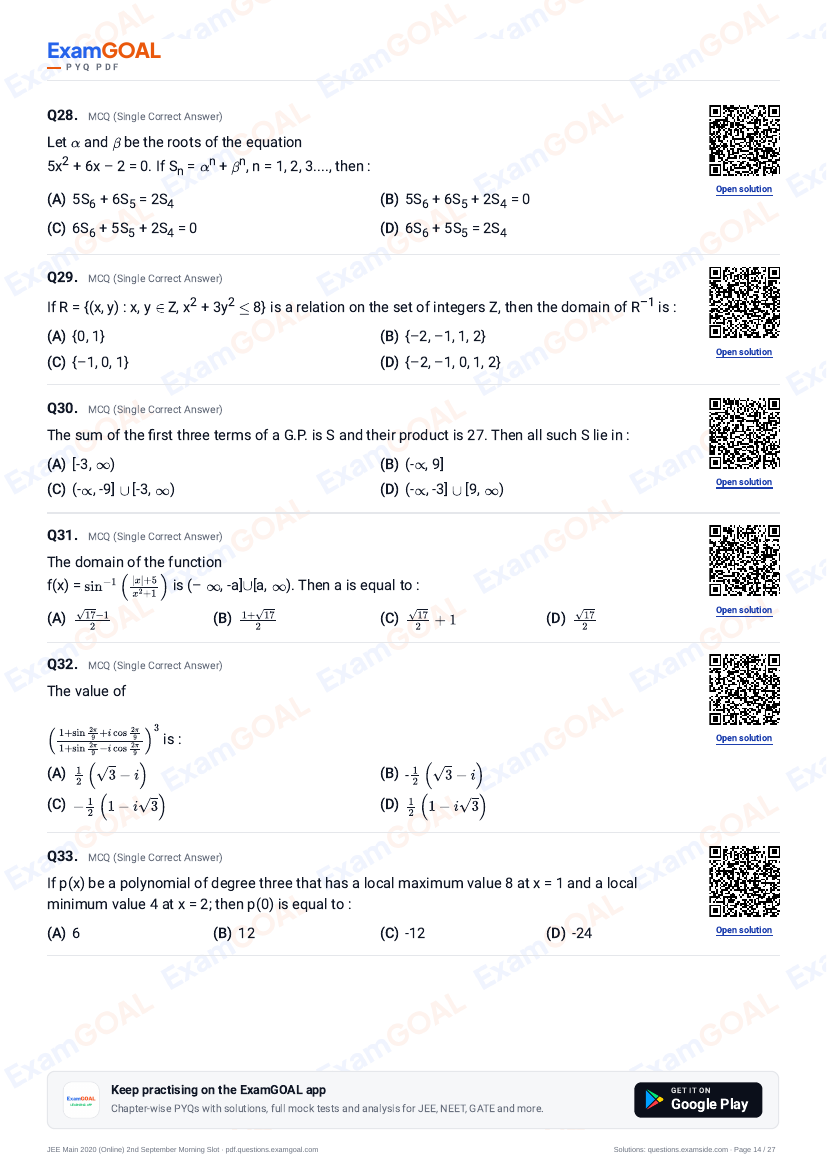 ExamGOAL
PYQ PDF
Q28. MCQ (Single Correct Answer)
Let α and β be the roots of the equation
5x² + 6x − 2 = 0. If Sₙ = αⁿ + βⁿ, n = 1, 2, 3...., then :
(A) 5S₆ + 6S₅ = 2S₄ (B) 5S₆ + 6S₅ + 2S₄ = 0
(C) 6S₆ + 5S₅ + 2S₄ = 0 (D) 6S₆ + 5S₅ = 2S₄
Open solution
Q29. MCQ (Single Correct Answer)
If R = {(x, y) : x, y ∈ Z, x² + 3y² ≤ 8} is a relation on the set of integers Z, then the domain of R⁻¹ is :
(A) {0, 1} (B) {−2, −1, 1, 2}
(C) {−1, 0, 1} (D) {−2, −1, 0, 1, 2}
Open solution
Q30. MCQ (Single Correct Answer)
The sum of the first three terms of a G.P. is S and their product is 27. Then all such S lie in :
(A) [-3, ∞) (B) (-∞, 9]
(C) (-∞, -9] ∪ [-3, ∞) (D) (-∞, -3] ∪ [9, ∞)
Open solution
Q31. MCQ (Single Correct Answer)
The domain of the function
f(x) = sin⁻¹ ((|x|+5)/(x²+1)) is (− ∞, -a]∪[a, ∞). Then a is equal to :
(A) (√17−1)/2 (B) (1+√17)/2 (C) √17/2 + 1 (D) √17/2
Open solution
Q32. MCQ (Single Correct Answer)
The value of
((1+sin 2π/9 + i cos 2π/9)/(1+sin 2π/9 − i cos 2π/9))³ is :
(A) 1/2 (√3 − i) (B) -1/2 (√3 − i)
(C) −1/2 (1 − i√3) (D) 1/2 (1 − i√3)
Open solution
Q33. MCQ (Single Correct Answer)
If p(x) be a polynomial of degree three that has a local maximum value 8 at x = 1 and a local
minimum value 4 at x = 2; then p(0) is equal to :
(A) 6 (B) 12 (C) -12 (D) -24
Open solution
Keep practising on the ExamGOAL app
Chapter-wise PYQs with solutions, full mock tests and analysis for JEE, NEET, GATE and more.
GET IT ON
Google Play
JEE Main 2020 (Online) 2nd September Morning Slot · pdf.questions.examgoal.com Solutions: questions.examside.com · Page 14 / 27